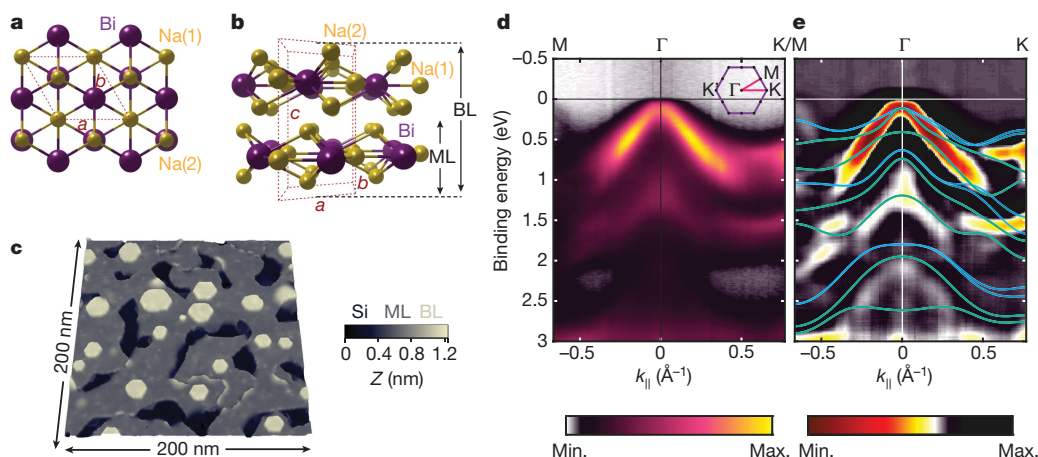 a
Bi
Na(1)
b
a
Na(2)
b
Na(2)
Na(1)
c
Bi
ML
BL
b
a
c
200 nm
200 nm
Si ML BL
0 0.4 0.8 1.2
Z (nm)
d
M Γ K/M
−0.5
0
0.5
1
1.5
2
2.5
3
Binding energy (eV)
M
K′ Γ K
−0.5 0 0.5
k|| (Å−1)
Min. Max.
e
Γ K
−0.5 0 0.5
k|| (Å−1)
Min. Max.